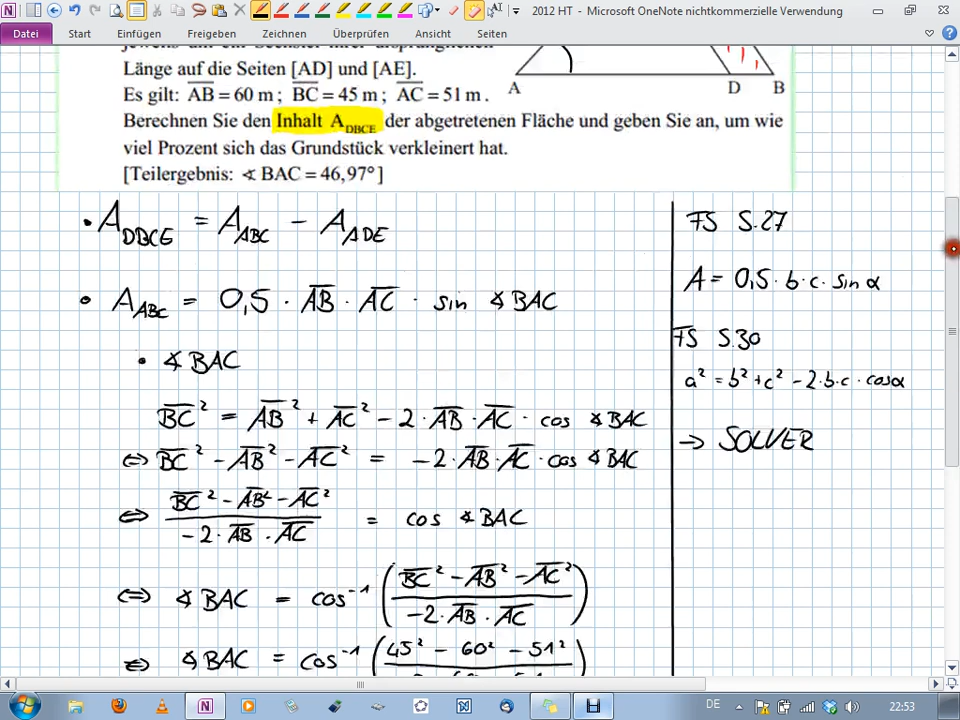 2012 HT - Microsoft OneNote nichtkommerzielle Verwendung
Datei Start Einfügen Freigeben Zeichnen Überprüfen Ansicht Seiten
jeweils um ein Sechstel ihrer ursprünglichen
Länge auf die Seiten [AD] und [AE].
Es gilt: AB = 60 m ; BC = 45 m ; AC = 51 m .
A D B
Berechnen Sie den Inhalt A_DBCE der abgetretenen Fläche und geben Sie an, um wie
viel Prozent sich das Grundstück verkleinert hat.
[Teilergebnis: ∢ BAC = 46,97° ]
• A_DBCE = A_ABC − A_ADE
• A_ABC = 0,5 · AB · AC · sin ∢ BAC
• ∢ BAC
BC² = AB² + AC² − 2 · AB · AC · cos ∢ BAC
⇔ BC² − AB² − AC² = −2 · AB · AC · cos ∢ BAC
⇔ (BC² − AB² − AC²) / (−2 · AB · AC) = cos ∢ BAC
⇔ ∢ BAC = cos⁻¹ ((BC² − AB² − AC²) / (−2 · AB · AC))
⇔ ∢ BAC = cos⁻¹ (45² − 60² − 51²
FS S.27
A = 0,5 · b · c · sin α
FS S.30
a² = b² + c² − 2 · b · c · cos α
→ SOLVER
DE 22:53